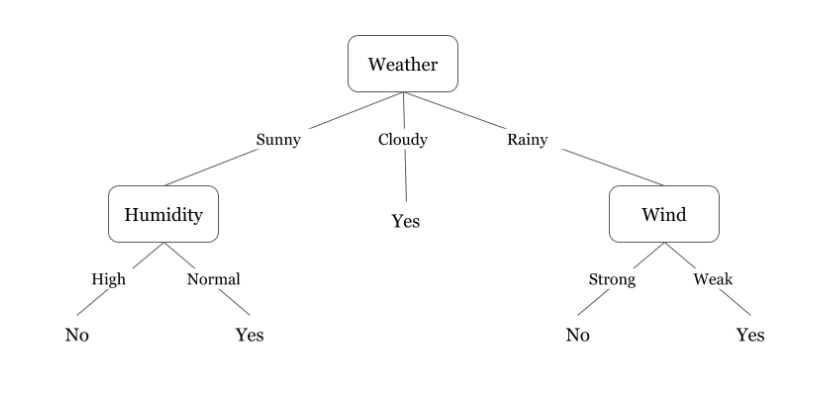 Weather
Sunny Cloudy Rainy
Humidity Yes Wind
High Normal Strong Weak
No Yes No Yes